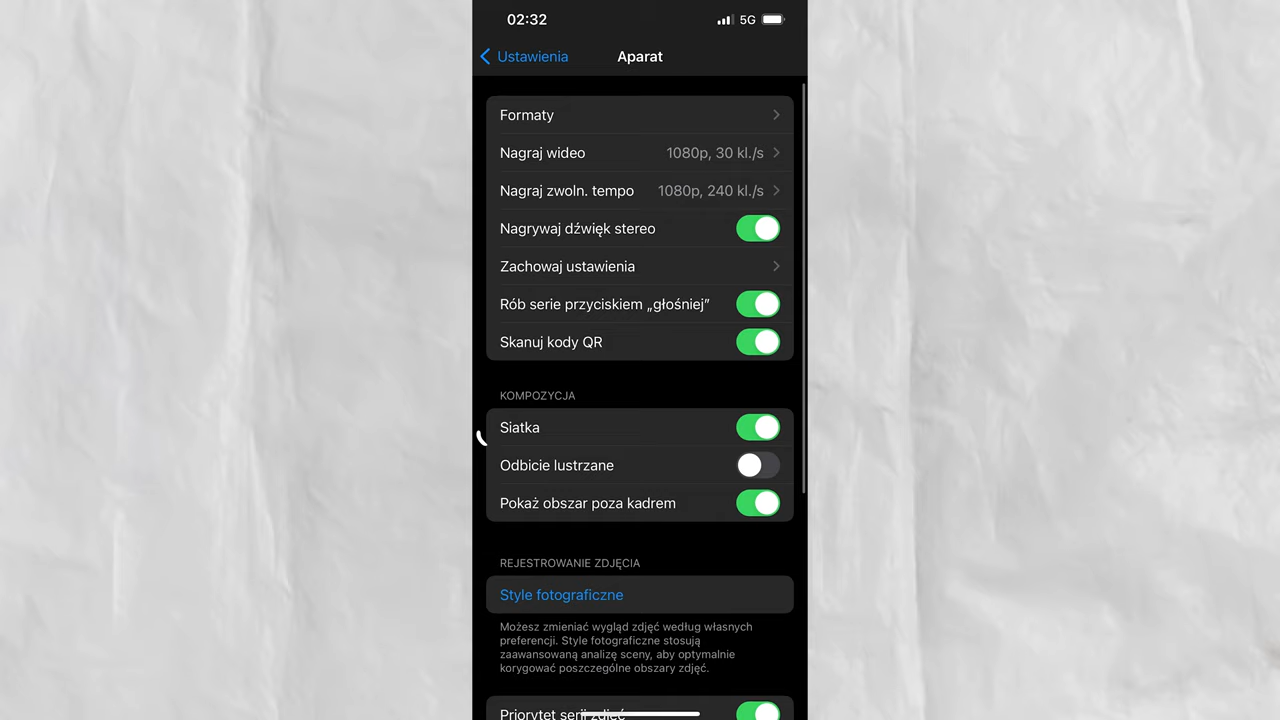 02:32
5G
Ustawienia
Aparat
Formaty
Nagraj wideo 1080p, 30 kl./s
Nagraj zwoln. tempo 1080p, 240 kl./s
Nagrywaj dźwięk stereo
Zachowaj ustawienia
Rób serie przyciskiem „głośniej”
Skanuj kody QR
KOMPOZYCJA
Siatka
Odbicie lustrzane
Pokaż obszar poza kadrem
REJESTROWANIE ZDJĘCIA
Style fotograficzne
Możesz zmieniać wygląd zdjęć według własnych
preferencji. Style fotograficzne stosują
zaawansowaną analizę sceny, aby optymalnie
korygować poszczególne obszary zdjęć.
Priorytet serii zdjęć